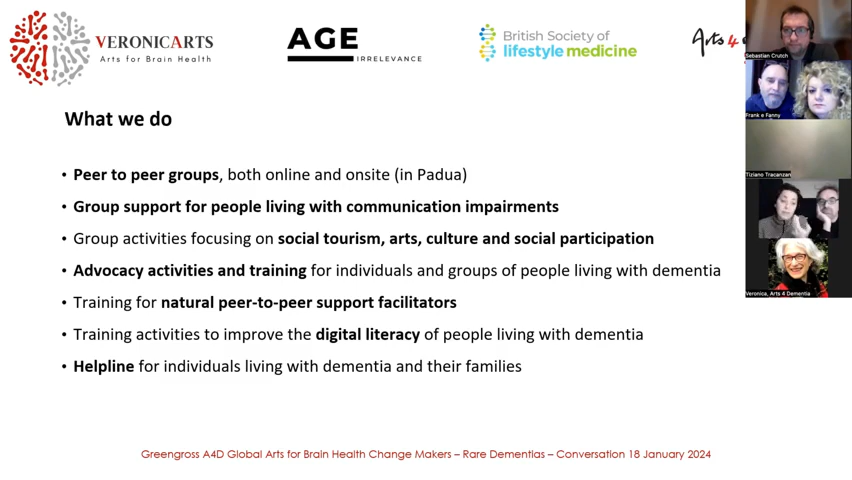 VERONICARTS
Arts for Brain Health
AGE
IRRELEVANCE
British Society of
lifestyle medicine
Arts 4
What we do
• Peer to peer groups, both online and onsite (in Padua)
• Group support for people living with communication impairments
• Group activities focusing on social tourism, arts, culture and social participation
• Advocacy activities and training for individuals and groups of people living with dementia
• Training for natural peer-to-peer support facilitators
• Training activities to improve the digital literacy of people living with dementia
• Helpline for individuals living with dementia and their families
Greengross A4D Global Arts for Brain Health Change Makers – Rare Dementias – Conversation 18 January 2024
Sebastian Crutch
Frank e Fanny
Tiziano Tracanzan
Veronica, Arts 4 Dementia